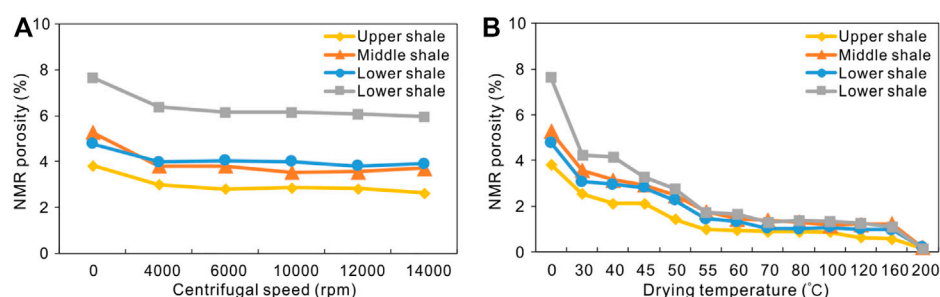 A
NMR porosity (%)
10
8
6
4
2
0
0 4000 6000 10000 12000 14000
Centrifugal speed (rpm)
Upper shale
Middle shale
Lower shale
Lower shale
B
NMR porosity (%)
10
8
6
4
2
0
0 30 40 45 50 55 60 70 80 100 120 160 200
Drying temperature (°C)
Upper shale
Middle shale
Lower shale
Lower shale